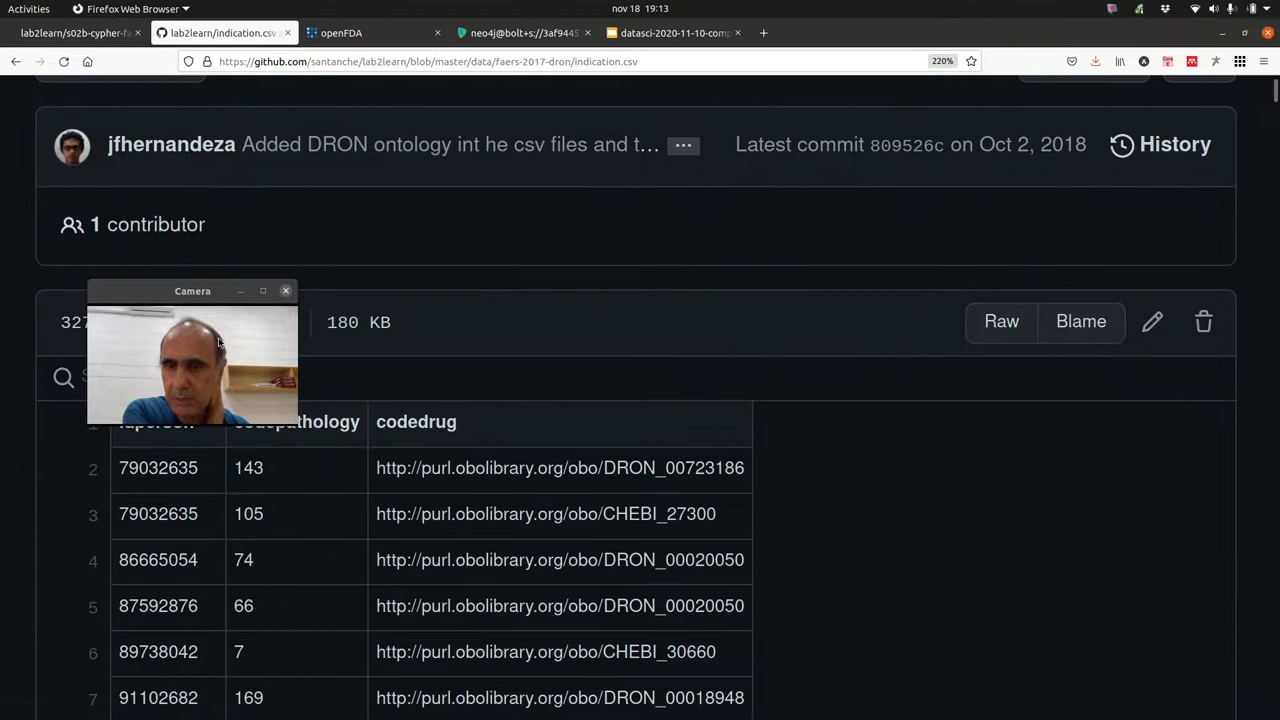 Activities
Firefox Web Browser
nov 18 19:13
lab2learn/s02b-cypher-fa
lab2learn/indication.csv a
openFDA
neo4j@bolt+s://3af9445
datasci-2020-11-10-comp
https://github.com/santanche/lab2learn/blob/master/data/faers-2017-dron/indication.csv
220%
jfhernandeza Added DRON ontology int he csv files and t…
Latest commit 809526c on Oct 2, 2018
History
1 contributor
Camera
327
180 KB
Raw
Blame
codedrug
2 79032635 143 http://purl.obolibrary.org/obo/DRON_00723186
3 79032635 105 http://purl.obolibrary.org/obo/CHEBI_27300
4 86665054 74 http://purl.obolibrary.org/obo/DRON_00020050
5 87592876 66 http://purl.obolibrary.org/obo/DRON_00020050
6 89738042 7 http://purl.obolibrary.org/obo/CHEBI_30660
7 91102682 169 http://purl.obolibrary.org/obo/DRON_00018948